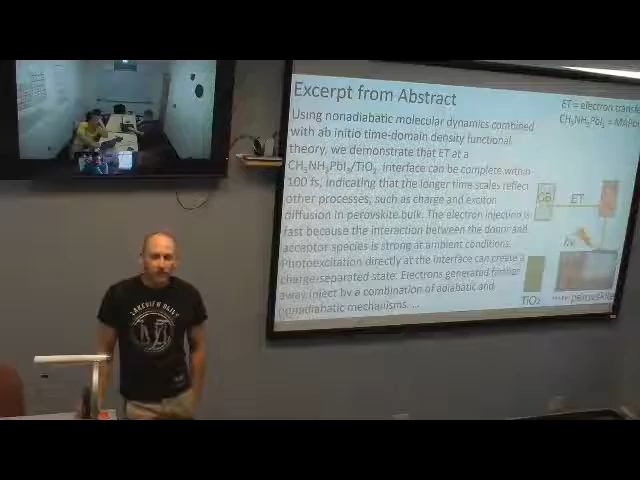 Excerpt from Abstract
ET = electron transfe
CH₃NH₃PbI₃ = MAPbI
Using nonadiabatic molecular dynamics combined
with ab initio time-domain density functional
theory, we demonstrate that ET at a
CH₃NH₃PbI₃/TiO₂ interface can be complete within
100 fs, indicating that the longer time scales reflect
other processes, such as charge and exciton
diffusion in perovskite bulk. The electron injection is
fast because the interaction between the donor and
acceptor species is strong at ambient conditions.
Photoexcitation directly at the interface can create a
charge-separated state. Electrons generated farther
away inject by a combination of adiabatic and
nonadiabatic mechanisms. ...
CB
ET
hν
TiO₂
perovskite
LAKEVIEW